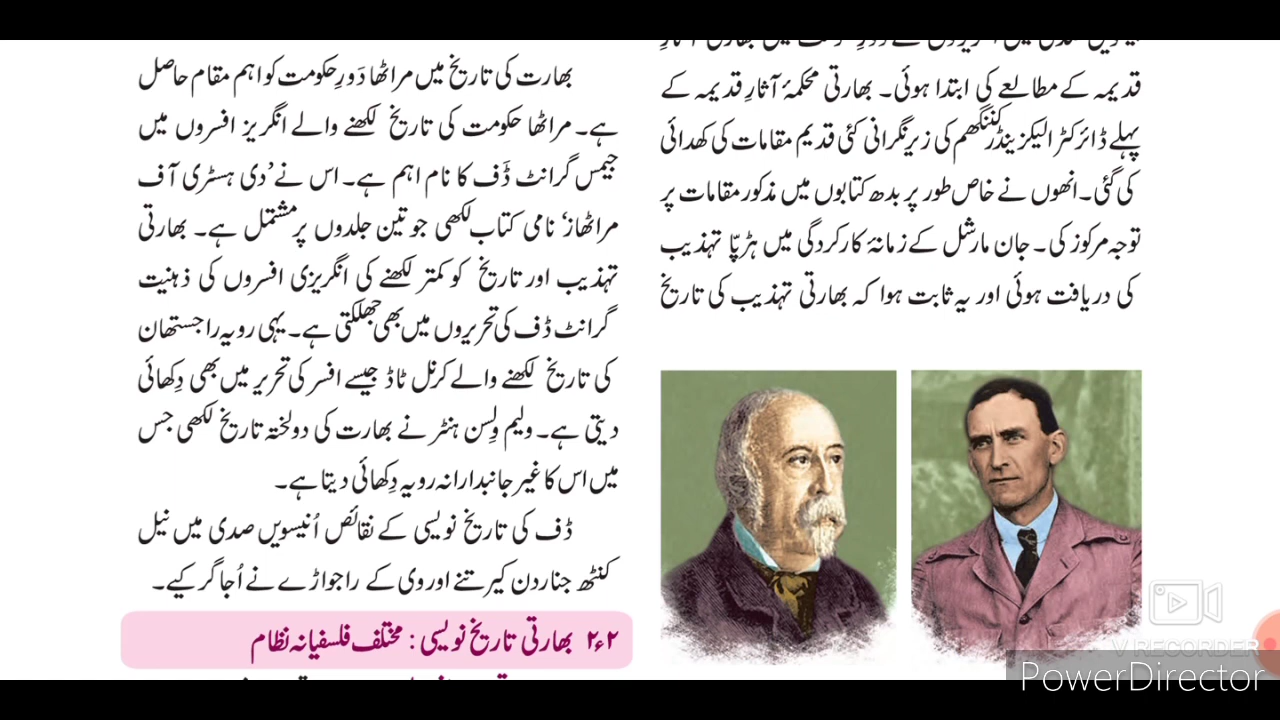 قدیمہ کے مطالعے کی ابتدا ہوئی۔ بھارتی محکمۂ آثارِ قدیمہ کے
پہلے ڈائرکٹر الیکزینڈر کننگھم کی زیرِ نگرانی کئی قدیم مقامات کی کھدائی
کی گئی۔ انھوں نے خاص طور پر بدھ کتابوں میں مذکور مقامات پر
توجہ مرکوز کی۔ جان مارشل کے زمانۂ کارکردگی میں ہڑپّا تہذیب
کی دریافت ہوئی اور یہ ثابت ہوا کہ بھارتی تہذیب کی تاریخ
بھارت کی تاریخ میں مراٹھا دَورِ حکومت کو اہم مقام حاصل
ہے۔ مراٹھا حکومت کی تاریخ لکھنے والے انگریز افسروں میں
جیمس گرانٹ ڈَف کا نام اہم ہے۔ اس نے ’دی ہسٹری آف
مراٹھاز‘ نامی کتاب لکھی جو تین جلدوں پر مشتمل ہے۔ بھارتی
تہذیب اور تاریخ کو کمتر لکھنے کی انگریزی افسروں کی ذہنیت
گرانٹ ڈف کی تحریروں میں بھی جھلکتی ہے۔ یہی رویہ راجستھان
کی تاریخ لکھنے والے کرنل ٹاڈ جیسے افسر کی تحریر میں بھی دِکھائی
دیتی ہے۔ ولیم وِلسن ہنٹر نے بھارت کی دولختہ تاریخ لکھی جس
میں اس کا غیر جانبدارانہ رویہ دِکھائی دیتا ہے۔
ڈف کی تاریخ نویسی کے نقائص اُنیسویں صدی میں نیل
کنٹھ جناردن کیرتنے اور وی کے راجواڑے نے اُجاگر کیے۔
۲ء۲ بھارتی تاریخ نویسی : مختلف فلسفیانہ نظام
V RECORDER
PowerDirector